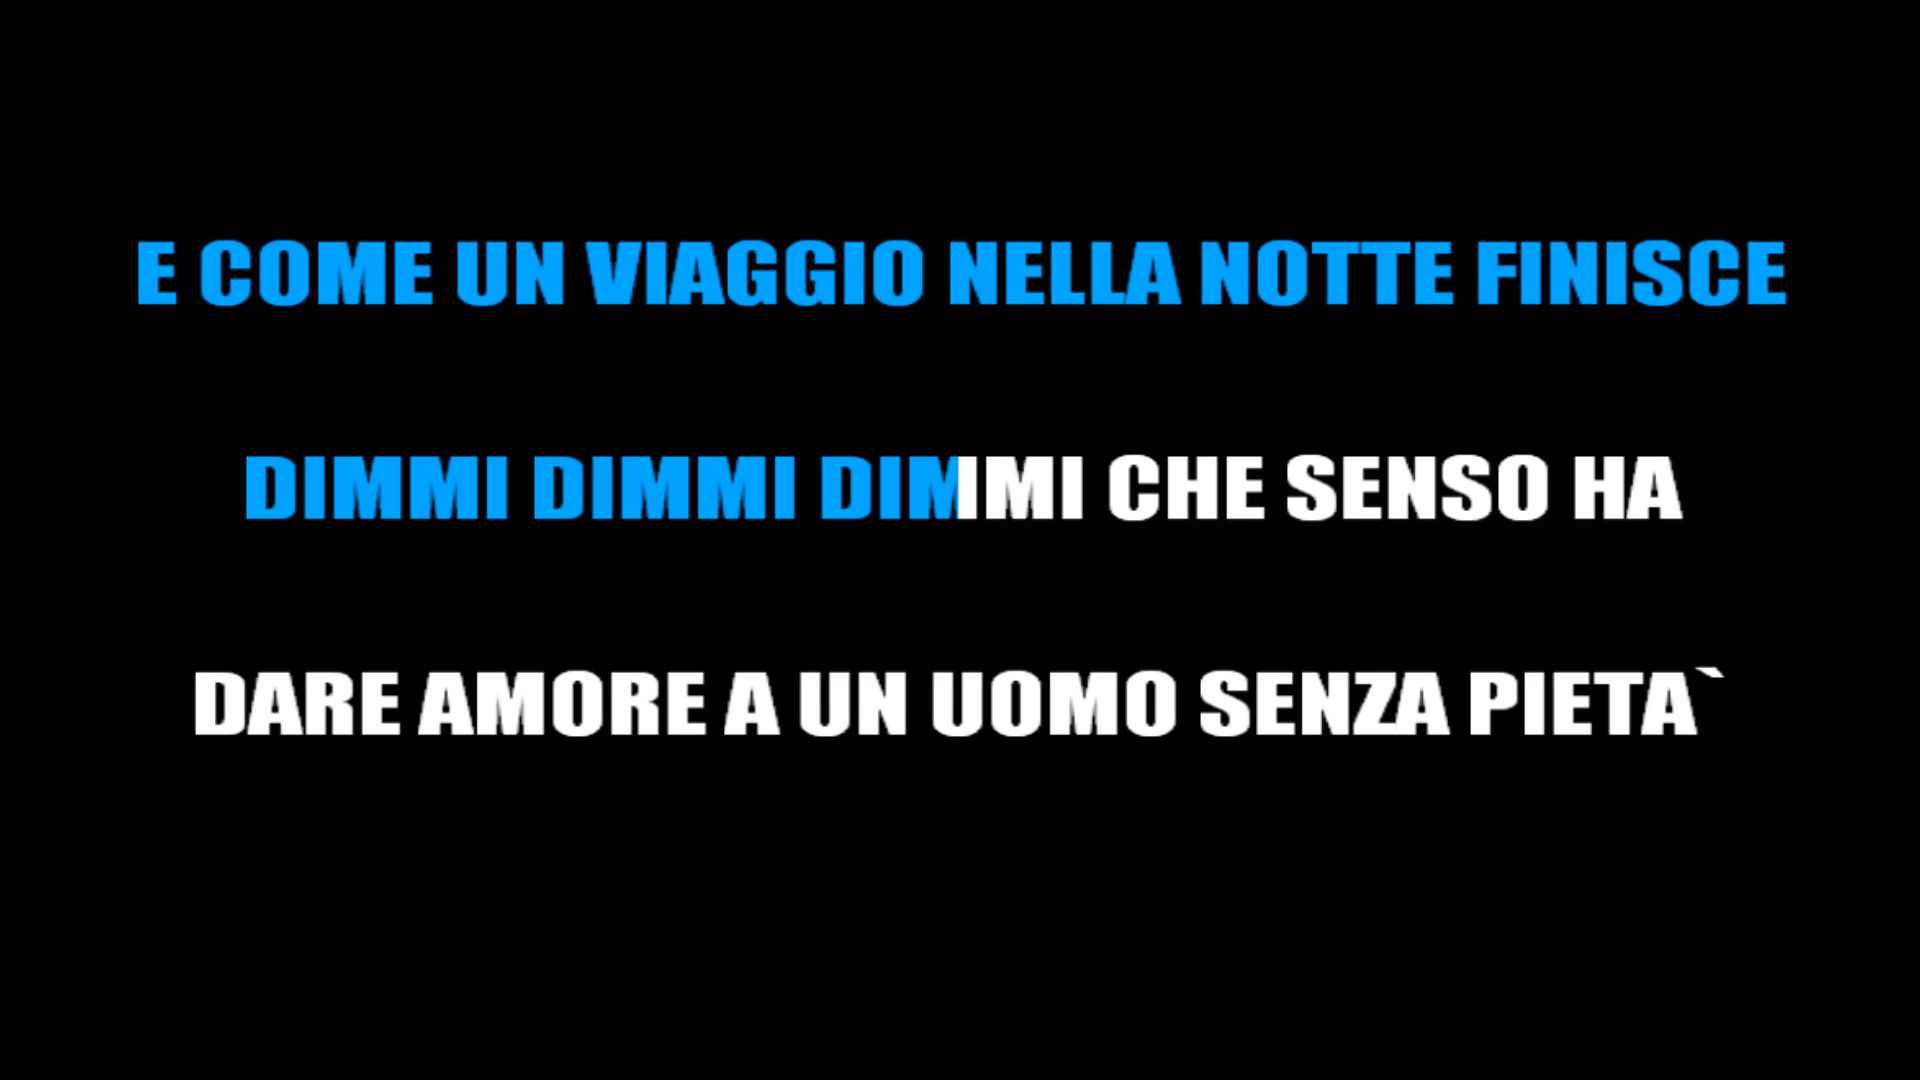 E COME UN VIAGGIO NELLA NOTTE FINISCE
DIMMI DIMMI DIMMI CHE SENSO HA
DARE AMORE A UN UOMO SENZA PIETA`